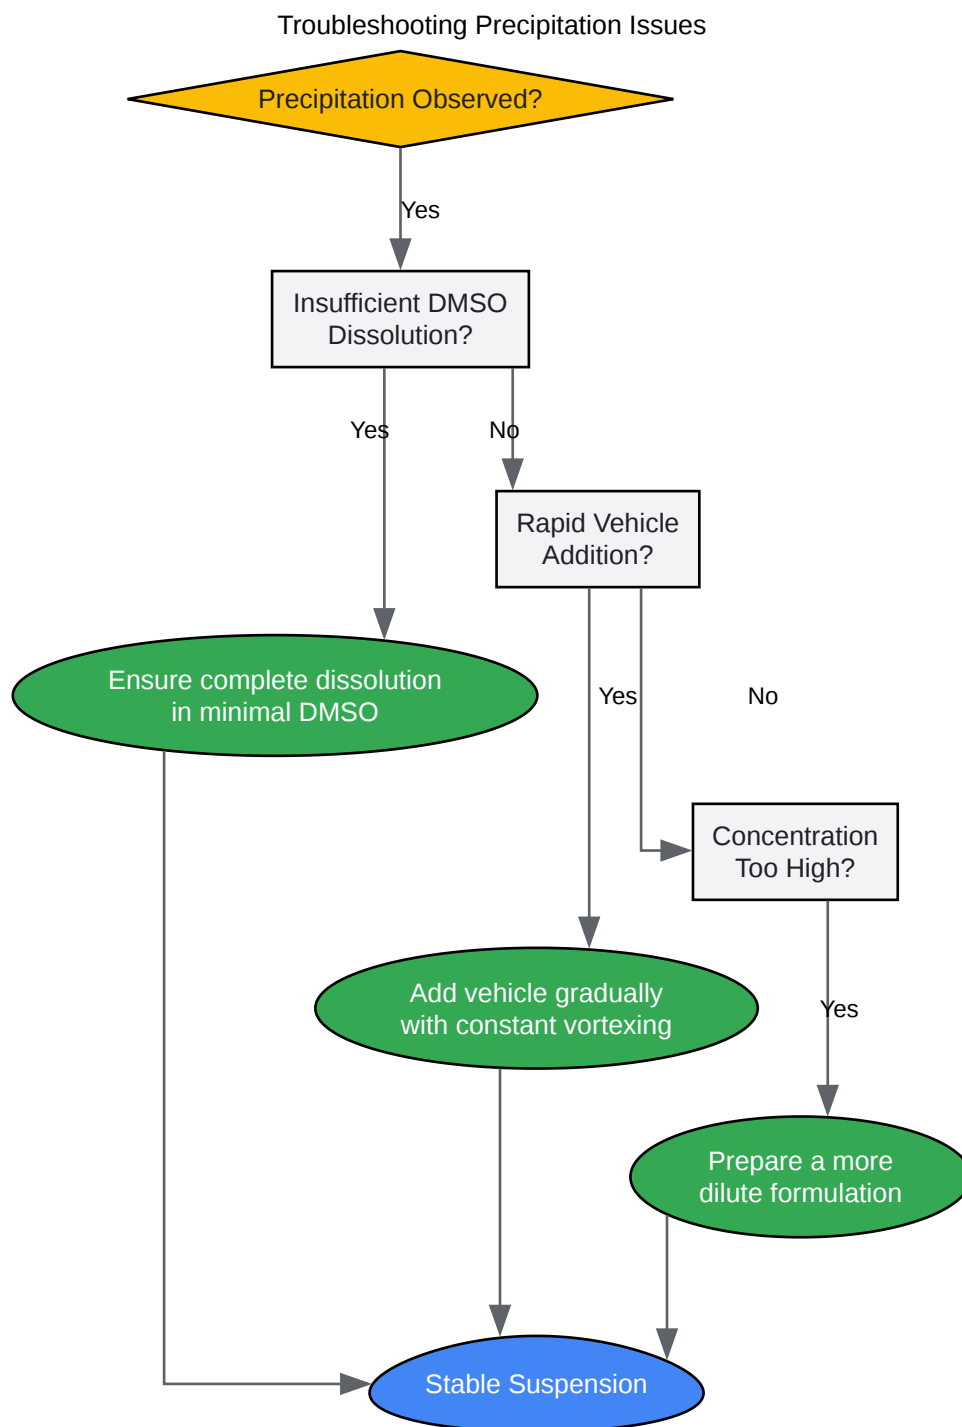 Troubleshooting Precipitation Issues
Precipitation Observed?
Yes
Insufficient DMSO
Dissolution?
Yes
No
Rapid Vehicle
Addition?
Ensure complete dissolution
in minimal DMSO
Yes
No
Concentration
Too High?
Add vehicle gradually
with constant vortexing
Yes
Prepare a more
dilute formulation
Stable Suspension